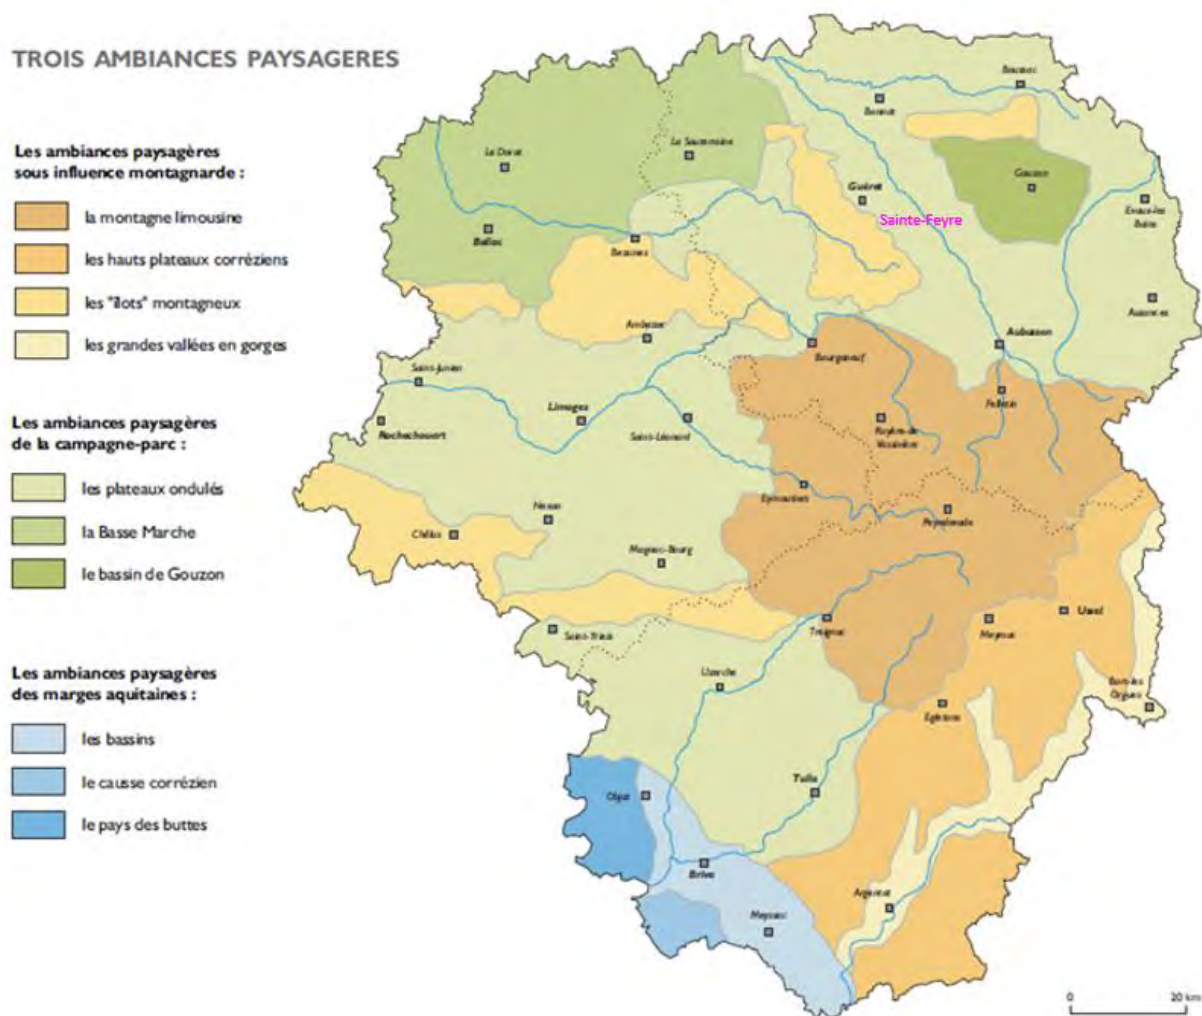 TROIS AMBIANCES PAYSAGERES
Les ambiances paysagères
sous influence montagnarde :
la montagne limousine
les hauts plateaux corréziens
les "îlots" montagneux
les grandes vallées en gorges
Les ambiances paysagères
de la campagne-parc :
les plateaux ondulés
la Basse Marche
le bassin de Gouzon
Les ambiances paysagères
des marges aquitaines :
les bassins
le causse corrézien
le pays des buttes
Boussac
Bonnat
La Souterraine
Le Dorat
Gouzon
Guéret
Evaux-les
Bains
Sainte-Feyre
Bellac
Bessines
Auzances
Ambazac
Bourganeuf
Aubusson
Saint-Junien
Felletin
Limoges
Rochechouart
Saint-Léonard
Royère-de
Vassivière
Eymoutiers
Nexon
Peyrelevade
Châlus
Magnac-Bourg
Ussel
Treignac
Meymac
Saint-Yrieix
Uzerche
Bort-les
Orgues
Egletons
Tulle
Brive
Argentat
Meyssac
0 20 km